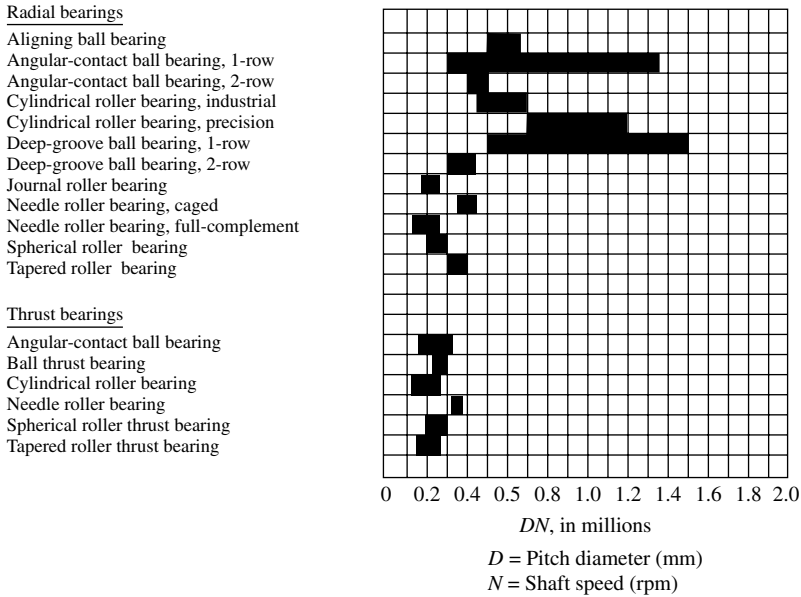 Radial bearings
Aligning ball bearing
Angular-contact ball bearing, 1-row
Angular-contact ball bearing, 2-row
Cylindrical roller bearing, industrial
Cylindrical roller bearing, precision
Deep-groove ball bearing, 1-row
Deep-groove ball bearing, 2-row
Journal roller bearing
Needle roller bearing, caged
Needle roller bearing, full-complement
Spherical roller bearing
Tapered roller bearing
Thrust bearings
Angular-contact ball bearing
Ball thrust bearing
Cylindrical roller bearing
Needle roller bearing
Spherical roller thrust bearing
Tapered roller thrust bearing
0 0.2 0.4 0.5 0.8 1.0 1.2 1.4 1.6 1.8 2.0
DN, in millions
D = Pitch diameter (mm)
N = Shaft speed (rpm)